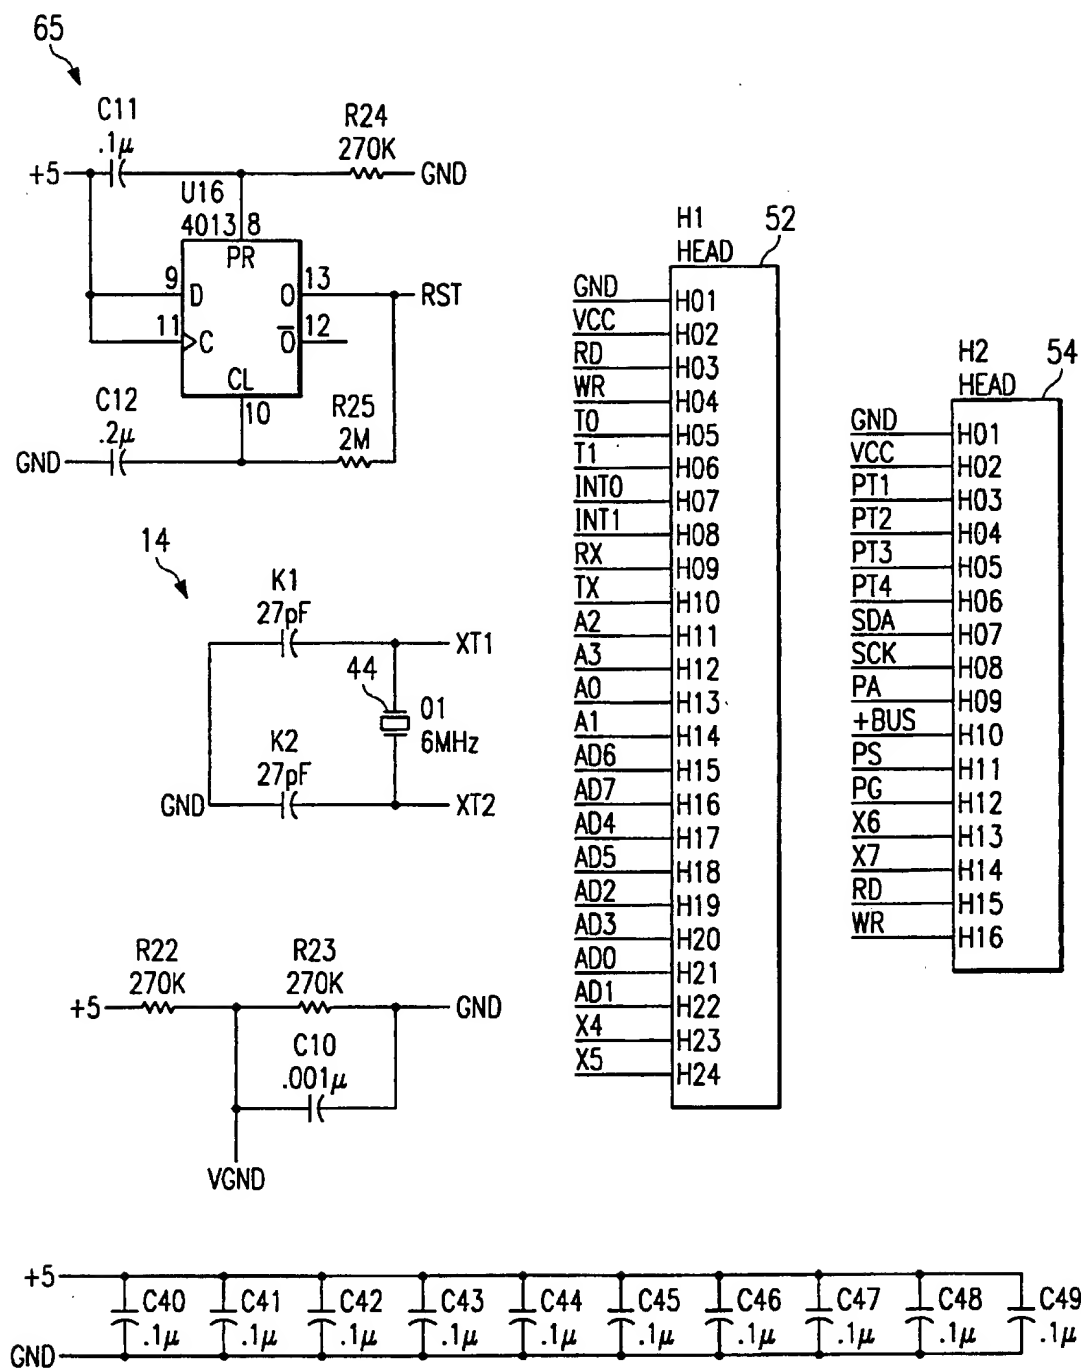 65
C11
.1µ
+5
R24
270K
GND
U16
4013
8
PR
9
D
11
C
O
13
RST
O̅
12
CL
10
C12
.2µ
GND
R25
2M
14
K1
27pF
XT1
44
01
6MHz
K2
27pF
GND
XT2
R22
270K
+5
R23
270K
GND
C10
.001µ
VGND
H1
HEAD
52
GND H01
VCC H02
RD H03
WR H04
T0 H05
T1 H06
INT0 H07
INT1 H08
RX H09
TX H10
A2 H11
A3 H12
A0 H13
A1 H14
AD6 H15
AD7 H16
AD4 H17
AD5 H18
AD2 H19
AD3 H20
AD0 H21
AD1 H22
X4 H23
X5 H24
H2
HEAD
54
GND H01
VCC H02
PT1 H03
PT2 H04
PT3 H05
PT4 H06
SDA H07
SCK H08
PA H09
+BUS H10
PS H11
PG H12
X6 H13
X7 H14
RD H15
WR H16
+5
C40 C41 C42 C43 C44 C45 C46 C47 C48 C49
.1µ .1µ .1µ .1µ .1µ .1µ .1µ .1µ .1µ .1µ
GND